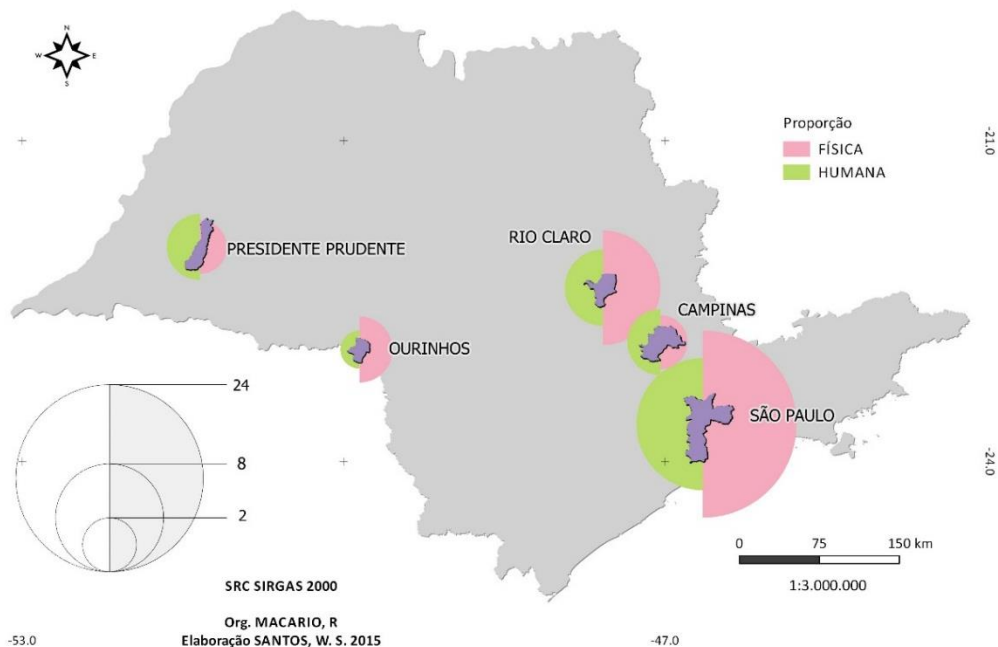 N
W E
S
-21.0
Proporção
FÍSICA
HUMANA
PRESIDENTE PRUDENTE
RIO CLARO
CAMPINAS
OURINHOS
SÃO PAULO
24
8
2
-24.0
0 75 150 km
1:3.000.000
SRC SIRGAS 2000
Org. MACARIO, R
Elaboração SANTOS, W. S. 2015
-53.0
-47.0